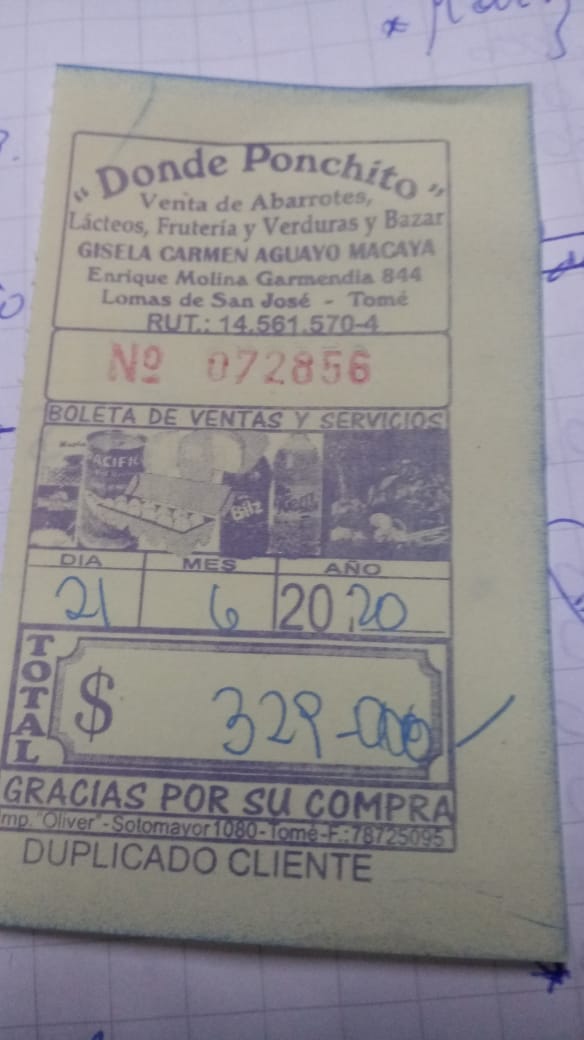 "Donde Ponchito"
Venta de Abarrotes,
Lácteos, Frutería y Verduras y Bazar
GISELA CARMEN AGUAYO MACAYA
Enrique Molina Garmendia 844
Lomas de San José - Tomé
RUT.: 14.561.570-4
Nº 072856
BOLETA DE VENTAS Y SERVICIOS
ACIFI
Bilz
DIA MES AÑO
21 6 2020
TOTAL $ 329.000
GRACIAS POR SU COMPRA
Imp. "Oliver" - Sotomayor 1080 - Tomé - F.: 78725095
DUPLICADO CLIENTE